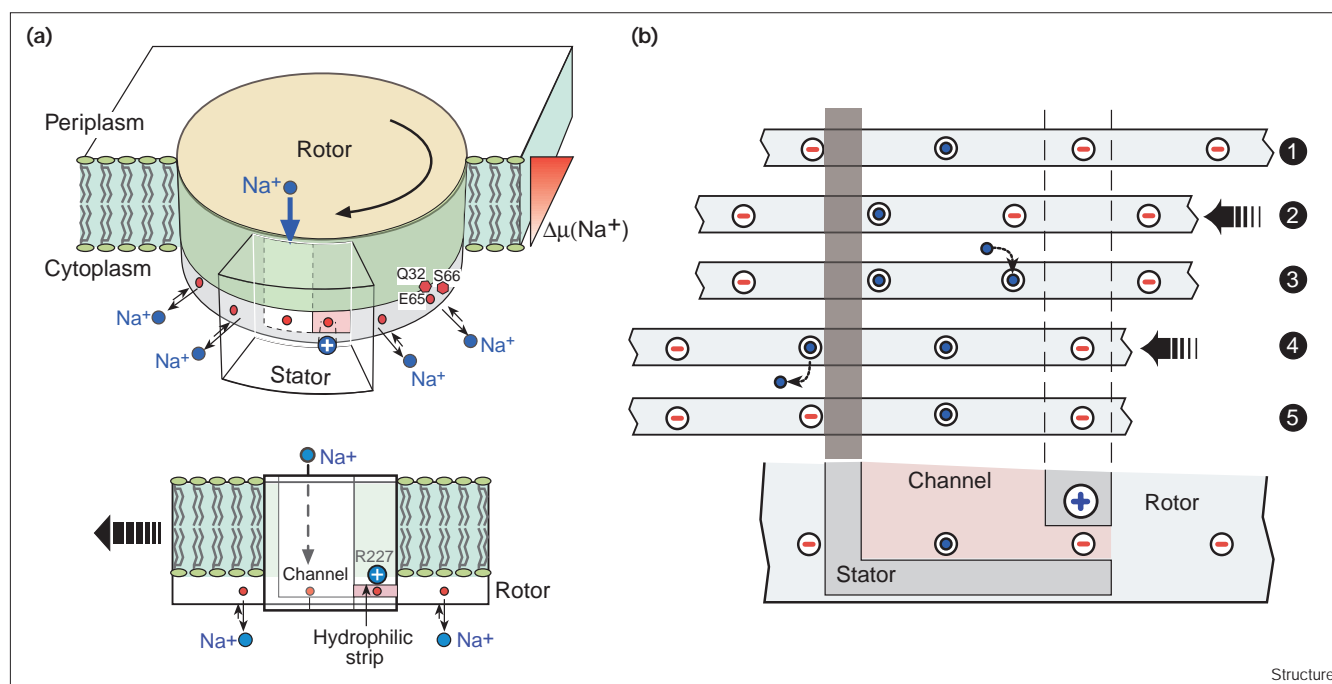 (a)
Periplasm
Rotor
Na+
Δμ(Na+)
Cytoplasm
Q32
S66
E65
Na+
Na+
+
Na+
Na+
Stator
Na+
R227
+
Channel
Rotor
Na+
Hydrophilic
strip
Na+
(b)
− − − 1
− − − 2
− − 3
− − 4
− − − 5
Channel
+
Rotor
− − −
Stator
Structure